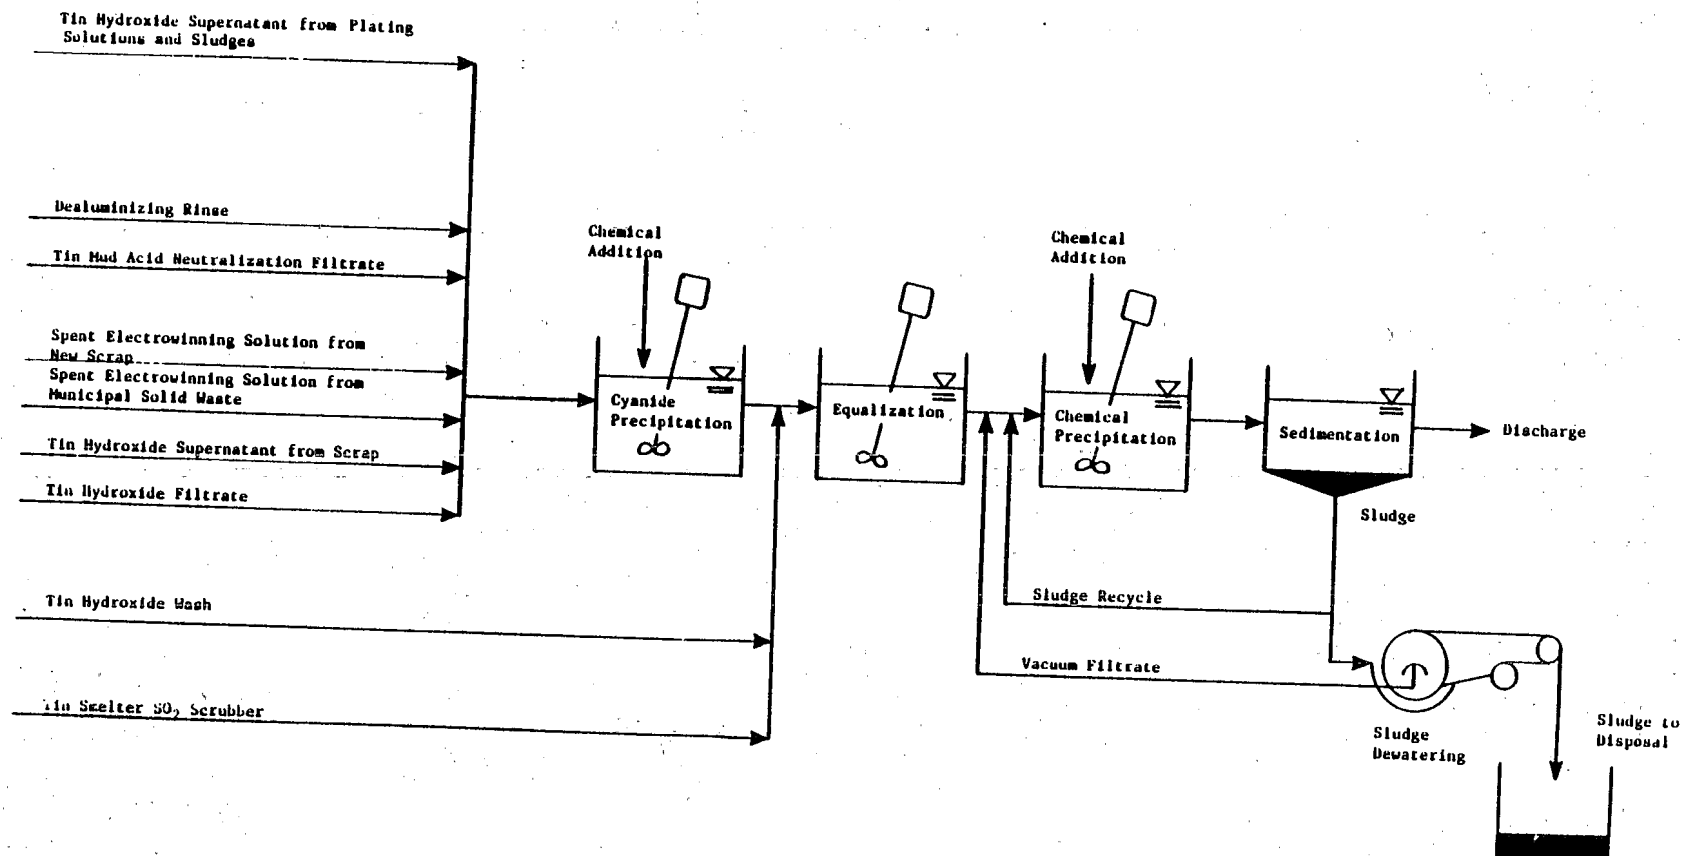 Tin Hydroxide Supernatant from Plating
Solutions and Sludges
Dealuminizing Rinse
Tin Mud Acid Neutralization Filtrate
Spent Electrowinning Solution from
New Scrap
Spent Electrowinning Solution from
Municipal Solid Waste
Tin Hydroxide Supernatant from Scrap
Tin Hydroxide Filtrate
Tin Hydroxide Wash
Tin Smelter SO₂ Scrubber
Chemical
Addition
Cyanide
Precipitation
Equalization
Chemical
Addition
Chemical
Precipitation
Sedimentation
Discharge
Sludge
Sludge Recycle
Vacuum Filtrate
Sludge
Dewatering
Sludge to
Disposal